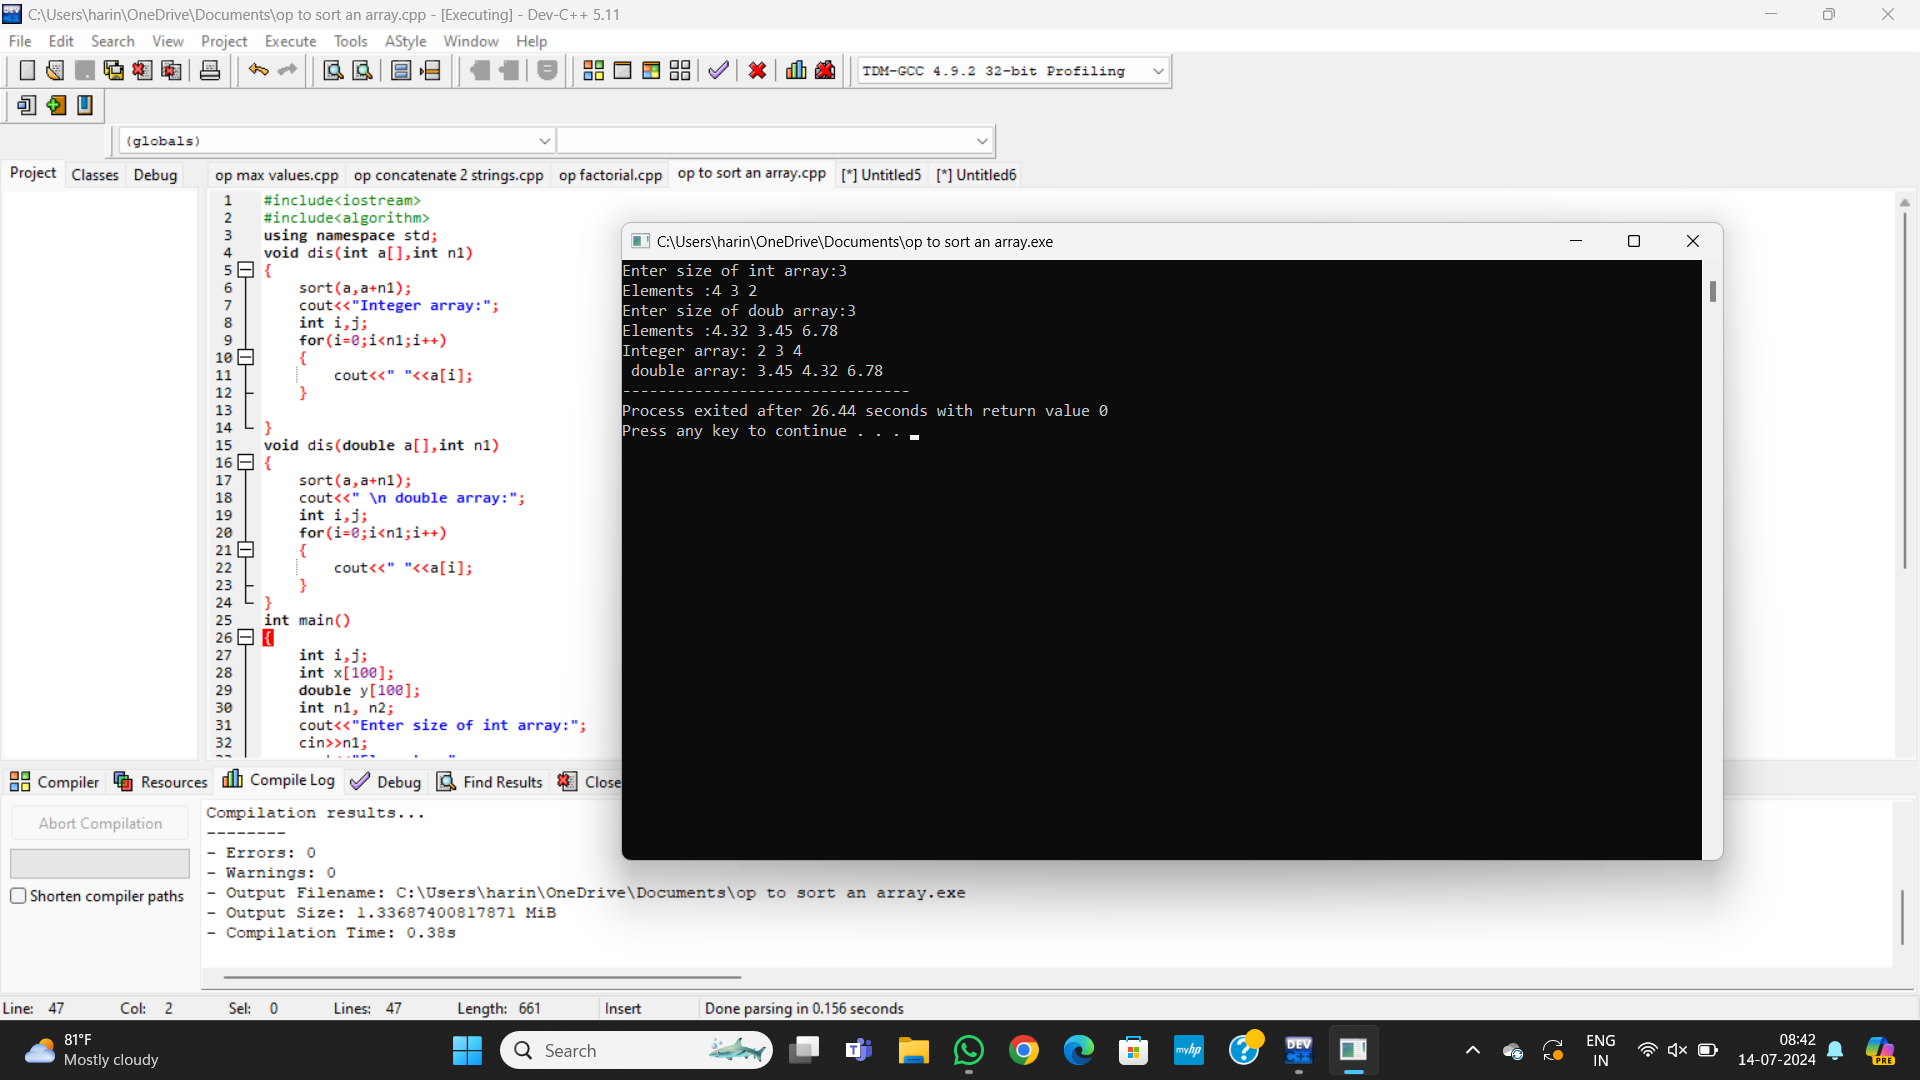 C:\Users\harin\OneDrive\Documents\op to sort an array.cpp - [Executing] - Dev-C++ 5.11
File Edit Search View Project Execute Tools AStyle Window Help
TDM-GCC 4.9.2 32-bit Profiling
(globals)
Project Classes Debug
op max values.cpp op concatenate 2 strings.cpp op factorial.cpp op to sort an array.cpp [*] Untitled5 [*] Untitled6
1 #include<iostream>
2 #include<algorithm>
3 using namespace std;
4 void dis(int a[],int n1)
5 {
6 sort(a,a+n1);
7 cout<<"Integer array:";
8 int i,j;
9 for(i=0;i<n1;i++)
10 {
11 cout<<" "<<a[i];
12 }
13
14 }
15 void dis(double a[],int n1)
16 {
17 sort(a,a+n1);
18 cout<<" \n double array:";
19 int i,j;
20 for(i=0;i<n1;i++)
21 {
22 cout<<" "<<a[i];
23 }
24 }
25 int main()
26 {
27 int i,j;
28 int x[100];
29 double y[100];
30 int n1, n2;
31 cout<<"Enter size of int array:";
32 cin>>n1;
C:\Users\harin\OneDrive\Documents\op to sort an array.exe
Enter size of int array:3
Elements :4 3 2
Enter size of doub array:3
Elements :4.32 3.45 6.78
Integer array: 2 3 4
 double array: 3.45 4.32 6.78
--------------------------------
Process exited after 26.44 seconds with return value 0
Press any key to continue . . .
Compiler Resources Compile Log Debug Find Results Close
Abort Compilation
Shorten compiler paths
Compilation results...
--------
- Errors: 0
- Warnings: 0
- Output Filename: C:\Users\harin\OneDrive\Documents\op to sort an array.exe
- Output Size: 1.33687400817871 MiB
- Compilation Time: 0.38s
Line: 47 Col: 2 Sel: 0 Lines: 47 Length: 661 Insert Done parsing in 0.156 seconds
81°F
Mostly cloudy
Search
myhp
DEV
PRE
ENG
IN
08:42
14-07-2024